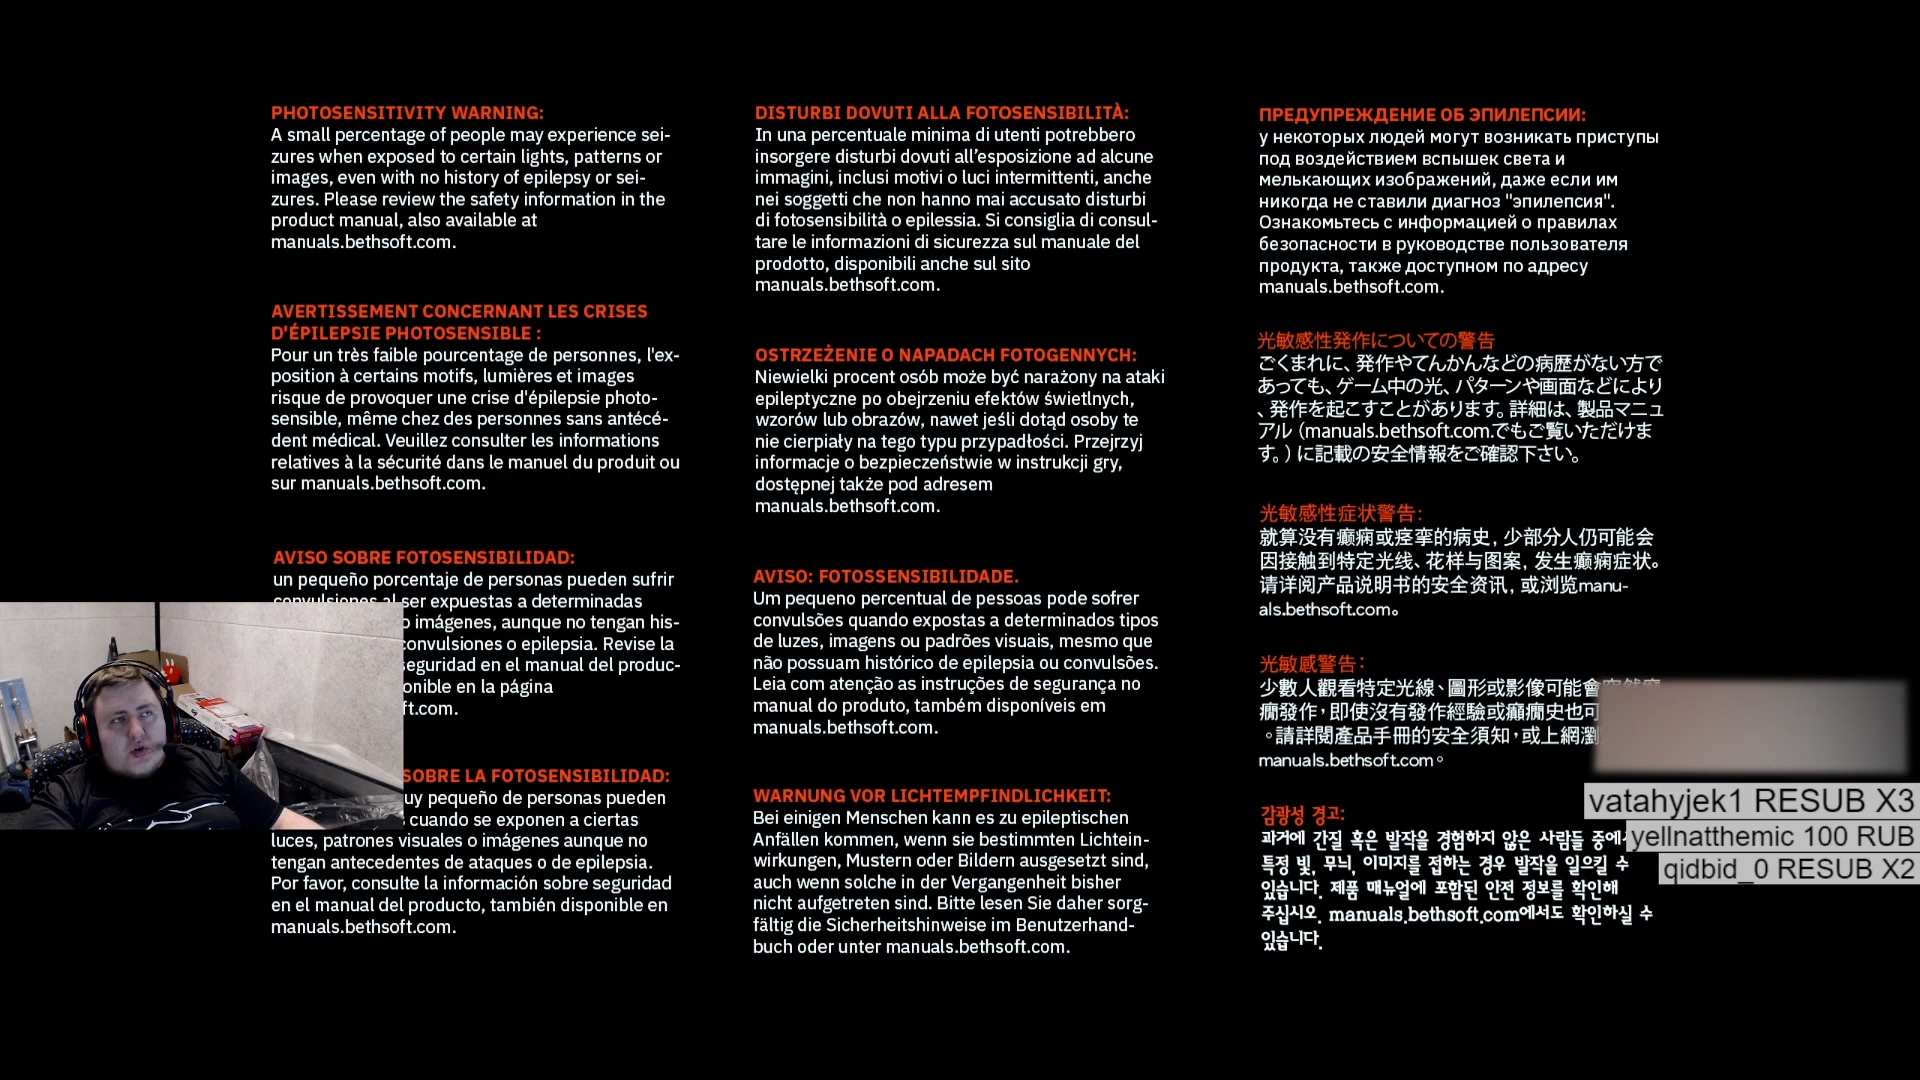 PHOTOSENSITIVITY WARNING:
A small percentage of people may experience sei-
zures when exposed to certain lights, patterns or
images, even with no history of epilepsy or sei-
zures. Please review the safety information in the
product manual, also available at
manuals.bethsoft.com.
AVERTISSEMENT CONCERNANT LES CRISES
D'ÉPILEPSIE PHOTOSENSIBLE :
Pour un très faible pourcentage de personnes, l'ex-
position à certains motifs, lumières et images
risque de provoquer une crise d'épilepsie photo-
sensible, même chez des personnes sans antécé-
dent médical. Veuillez consulter les informations
relatives à la sécurité dans le manuel du produit ou
sur manuals.bethsoft.com.
AVISO SOBRE FOTOSENSIBILIDAD:
un pequeño porcentaje de personas pueden sufrir
convulsiones al ser expuestas a determinadas
o imágenes, aunque no tengan his-
convulsiones o epilepsia. Revise la
seguridad en el manual del produc-
onible en la página
ft.com.
SOBRE LA FOTOSENSIBILIDAD:
uy pequeño de personas pueden
cuando se exponen a ciertas
luces, patrones visuales o imágenes aunque no
tengan antecedentes de ataques o de epilepsia.
Por favor, consulte la información sobre seguridad
en el manual del producto, también disponible en
manuals.bethsoft.com.
DISTURBI DOVUTI ALLA FOTOSENSIBILITÀ:
In una percentuale minima di utenti potrebbero
insorgere disturbi dovuti all'esposizione ad alcune
immagini, inclusi motivi o luci intermittenti, anche
nei soggetti che non hanno mai accusato disturbi
di fotosensibilità o epilessia. Si consiglia di consul-
tare le informazioni di sicurezza sul manuale del
prodotto, disponibili anche sul sito
manuals.bethsoft.com.
OSTRZEŻENIE O NAPADACH FOTOGENNYCH:
Niewielki procent osób może być narażony na ataki
epileptyczne po obejrzeniu efektów świetlnych,
wzorów lub obrazów, nawet jeśli dotąd osoby te
nie cierpiały na tego typu przypadłości. Przejrzyj
informacje o bezpieczeństwie w instrukcji gry,
dostępnej także pod adresem
manuals.bethsoft.com.
AVISO: FOTOSSENSIBILIDADE.
Um pequeno percentual de pessoas pode sofrer
convulsões quando expostas a determinados tipos
de luzes, imagens ou padrões visuais, mesmo que
não possuam histórico de epilepsia ou convulsões.
Leia com atenção as instruções de segurança no
manual do produto, também disponíveis em
manuals.bethsoft.com.
WARNUNG VOR LICHTEMPFINDLICHKEIT:
Bei einigen Menschen kann es zu epileptischen
Anfällen kommen, wenn sie bestimmten Lichtein-
wirkungen, Mustern oder Bildern ausgesetzt sind,
auch wenn solche in der Vergangenheit bisher
nicht aufgetreten sind. Bitte lesen Sie daher sorg-
fältig die Sicherheitshinweise im Benutzerhand-
buch oder unter manuals.bethsoft.com.
ПРЕДУПРЕЖДЕНИЕ ОБ ЭПИЛЕПСИИ:
у некоторых людей могут возникать приступы
под воздействием вспышек света и
мелькающих изображений, даже если им
никогда не ставили диагноз "эпилепсия".
Ознакомьтесь с информацией о правилах
безопасности в руководстве пользователя
продукта, также доступном по адресу
manuals.bethsoft.com.
光敏感性発作についての警告
ごくまれに、発作やてんかんなどの病歴がない方で
あっても、ゲーム中の光、パターンや画面などにより
、発作を起こすことがあります。詳細は、製品マニュ
アル（manuals.bethsoft.com.でもご覧いただけま
す。）に記載の安全情報をご確認下さい。
光敏感性症状警告:
就算没有癫痫或痉挛的病史，少部分人仍可能会
因接触到特定光线、花样与图案，发生癫痫症状。
请详阅产品说明书的安全资讯，或浏览manu-
als.bethsoft.com。
光敏感警告：
少數人觀看特定光線、圖形或影像可能會
癇發作，即使沒有發作經驗或癲癇史也可
。請詳閱產品手冊的安全須知，或上網瀏
manuals.bethsoft.com。
감광성 경고:
과거에 간질 혹은 발작을 경험하지 않은 사람들 중에
특정 빛, 무늬, 이미지를 접하는 경우 발작을 일으킬 수
있습니다. 제품 매뉴얼에 포함된 안전 정보를 확인해
주십시오. manuals.bethsoft.com에서도 확인하실 수
있습니다.
vatahyjek1 RESUB X3
yellnatthemic 100 RUB
qidbid_0 RESUB X2